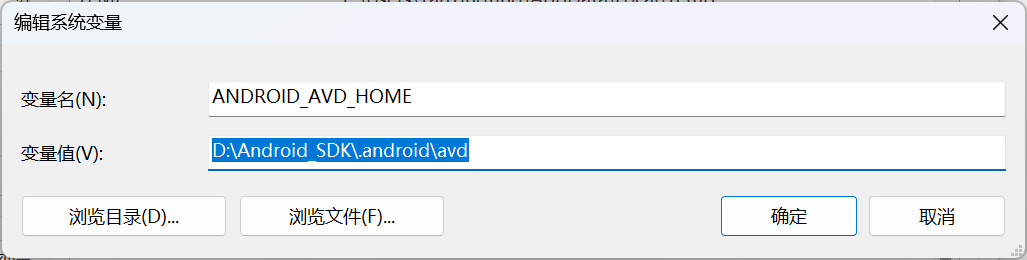 编辑系统变量
变量名(N):
ANDROID_AVD_HOME
变量值(V):
D:\Android_SDK\.android\avd
浏览目录(D)...
浏览文件(F)...
确定
取消